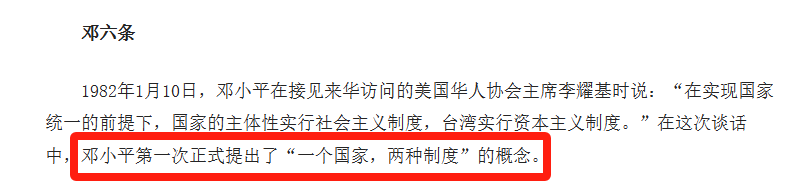 邓六条
1982年1月10日，邓小平在接见来华访问的美国华人协会主席李耀基时说：“在实现国家
统一的前提下，国家的主体性实行社会主义制度，台湾实行资本主义制度。”在这次谈话
中，邓小平第一次正式提出了“一个国家，两种制度”的概念。